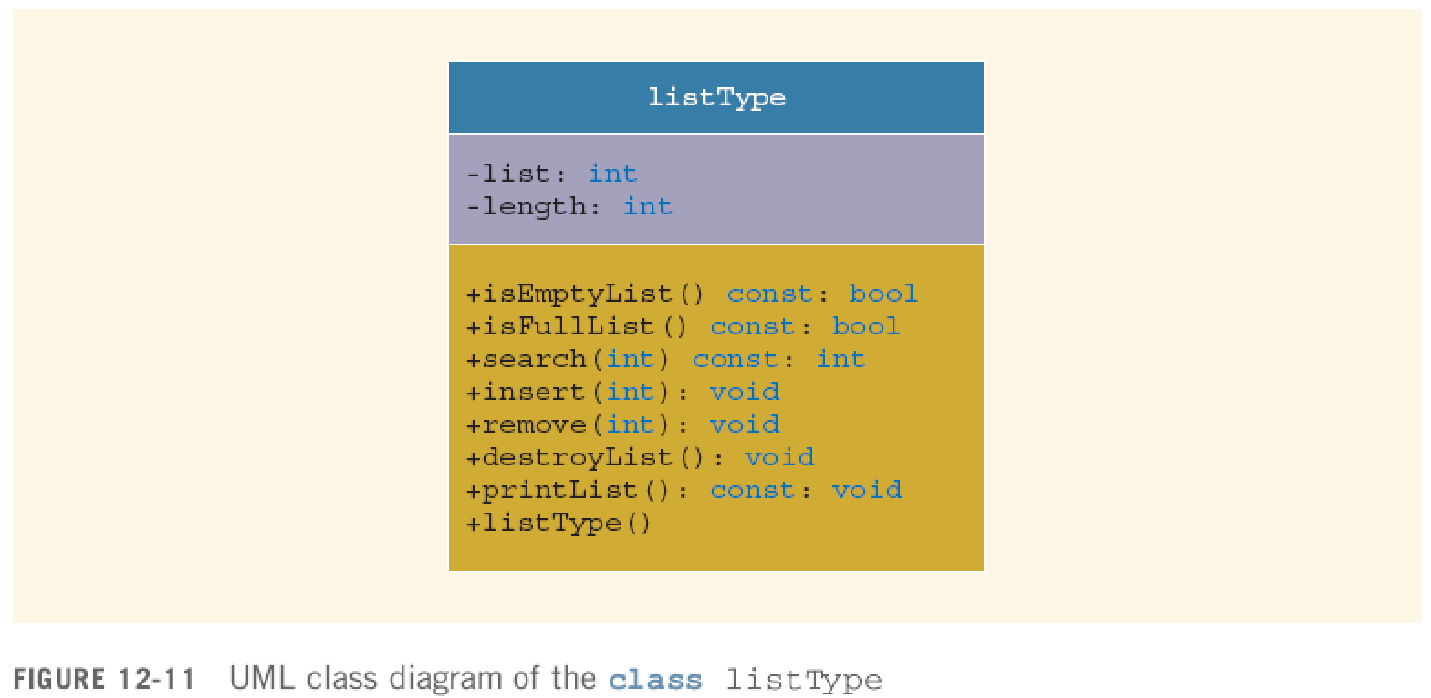 listType
-list: int
-length: int
+isEmptyList() const: bool
+isFullList() const: bool
+search(int) const: int
+insert(int): void
+remove(int): void
+destroyList(): void
+printList(): const: void
+listType()
FIGURE 12-11 UML class diagram of the class listType